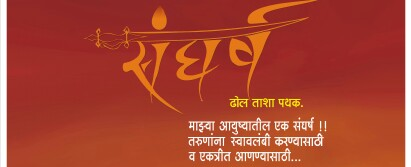 संघर्ष
ढोल ताशा पथक.
माझ्या आयुष्यातील एक संघर्ष !!
तरुणांना स्वावलंबी करण्यासाठी
व एकत्रीत आणण्यासाठी...